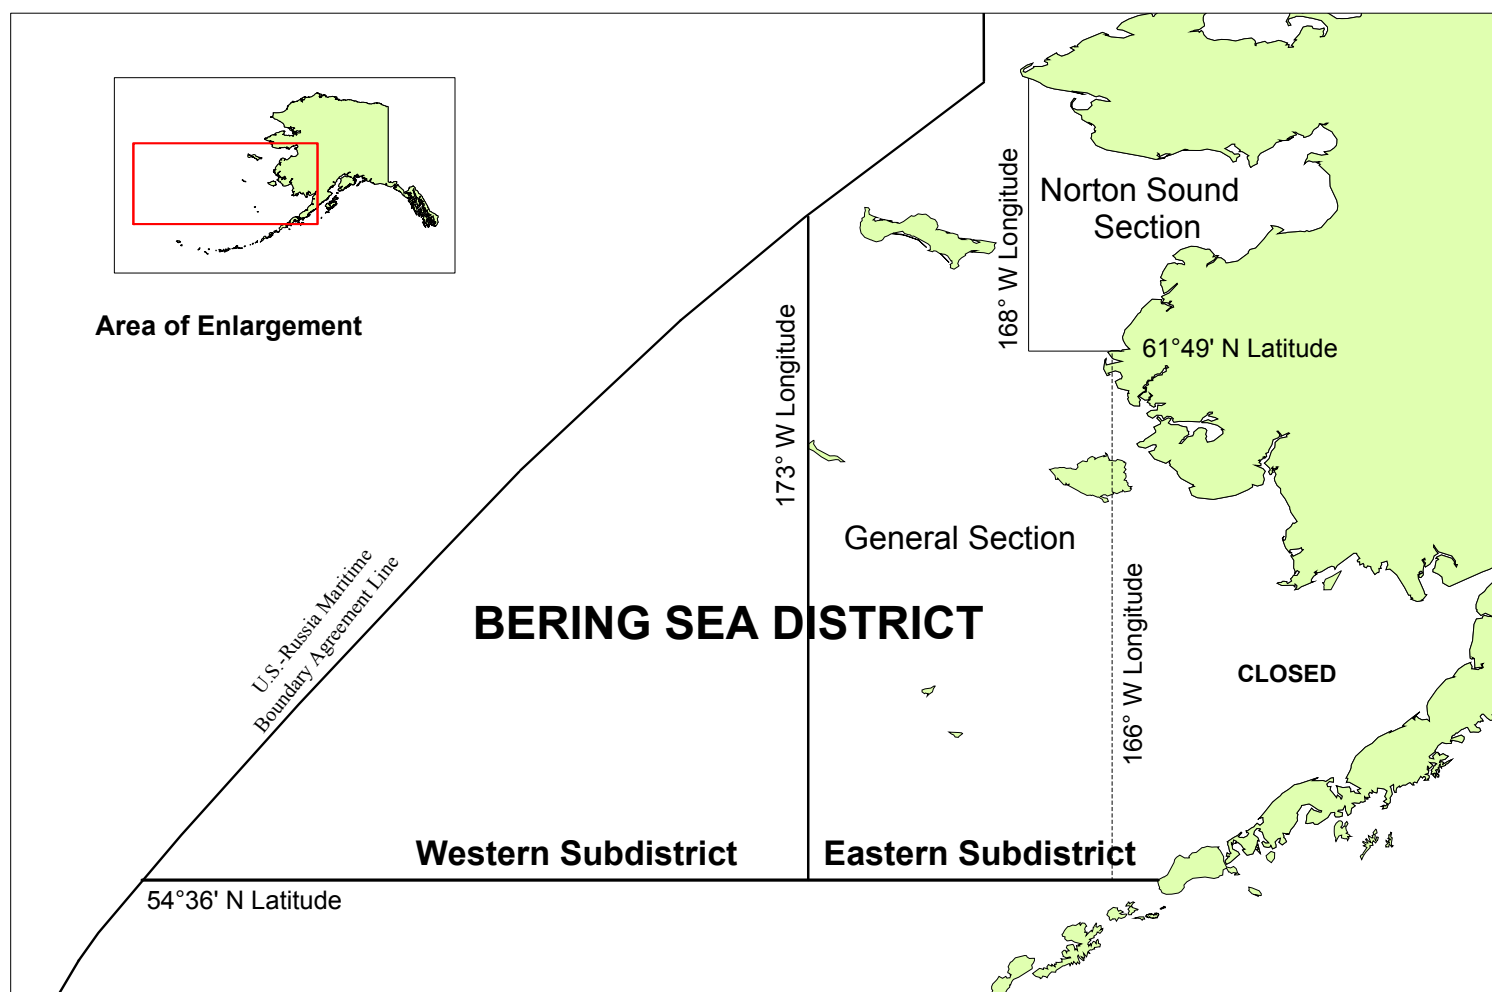 Norton Sound
Section
168° W Longitude
Area of Enlargement
61°49' N Latitude
173° W Longitude
General Section
U.S.-Russia Maritime
Boundary Agreement Line
BERING SEA DISTRICT
166° W Longitude
CLOSED
Western Subdistrict
Eastern Subdistrict
54°36' N Latitude